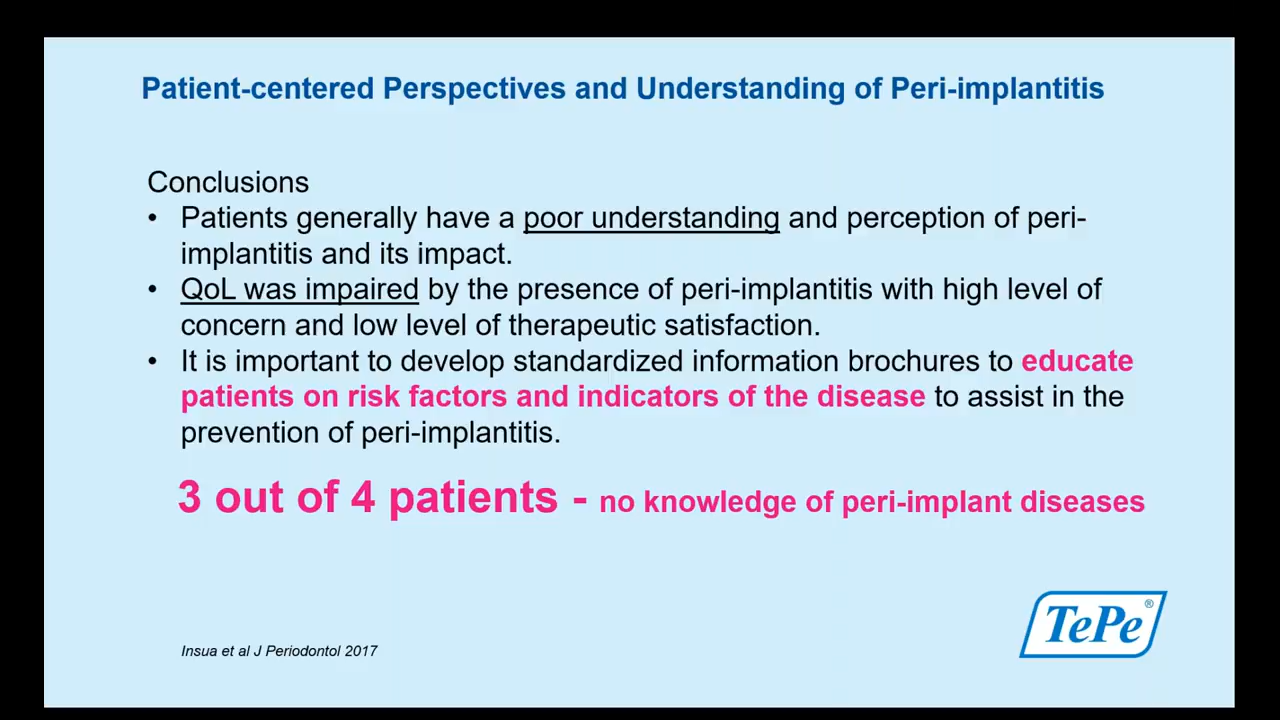 Patient-centered Perspectives and Understanding of Peri-implantitis
Conclusions
• Patients generally have a poor understanding and perception of peri-
implantitis and its impact.
• QoL was impaired by the presence of peri-implantitis with high level of
concern and low level of therapeutic satisfaction.
• It is important to develop standardized information brochures to educate
patients on risk factors and indicators of the disease to assist in the
prevention of peri-implantitis.
3 out of 4 patients - no knowledge of peri-implant diseases
TePe®
Insua et al J Periodontol 2017